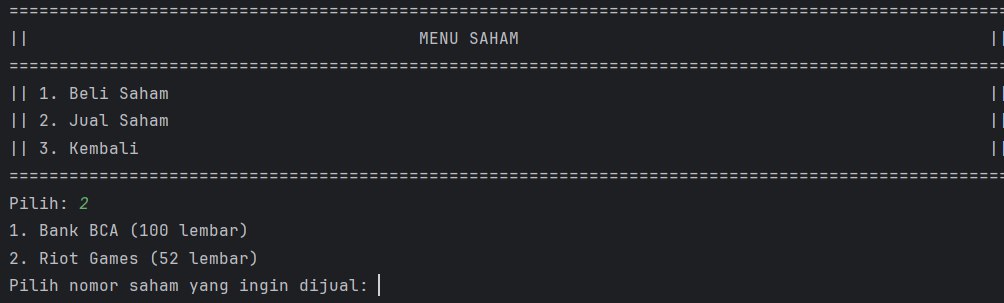 ====================================================================================================
|| MENU SAHAM ||
====================================================================================================
|| 1. Beli Saham ||
|| 2. Jual Saham ||
|| 3. Kembali ||
====================================================================================================
Pilih: 2
1. Bank BCA (100 lembar)
2. Riot Games (52 lembar)
Pilih nomor saham yang ingin dijual: